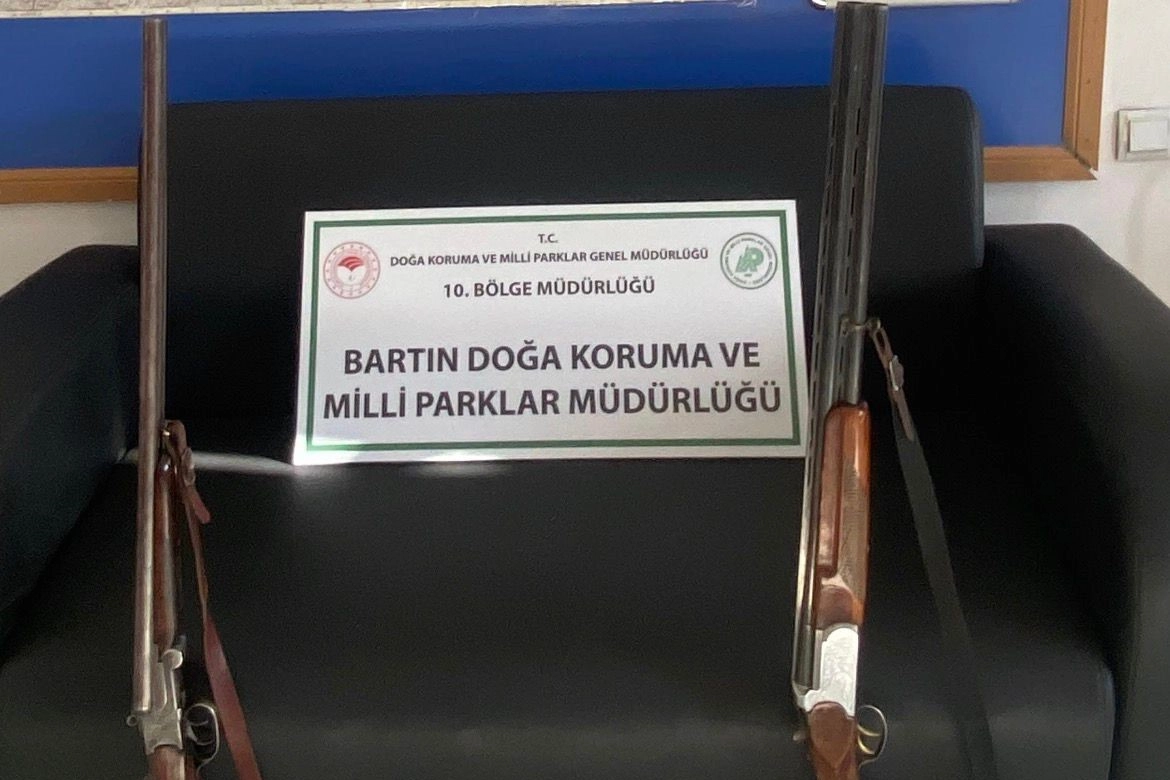 T.C.
DOĞA KORUMA VE MİLLİ PARKLAR GENEL MÜDÜRLÜĞÜ
10. BÖLGE MÜDÜRLÜĞÜ
BARTIN DOĞA KORUMA VE
MİLLİ PARKLAR MÜDÜRLÜĞÜ